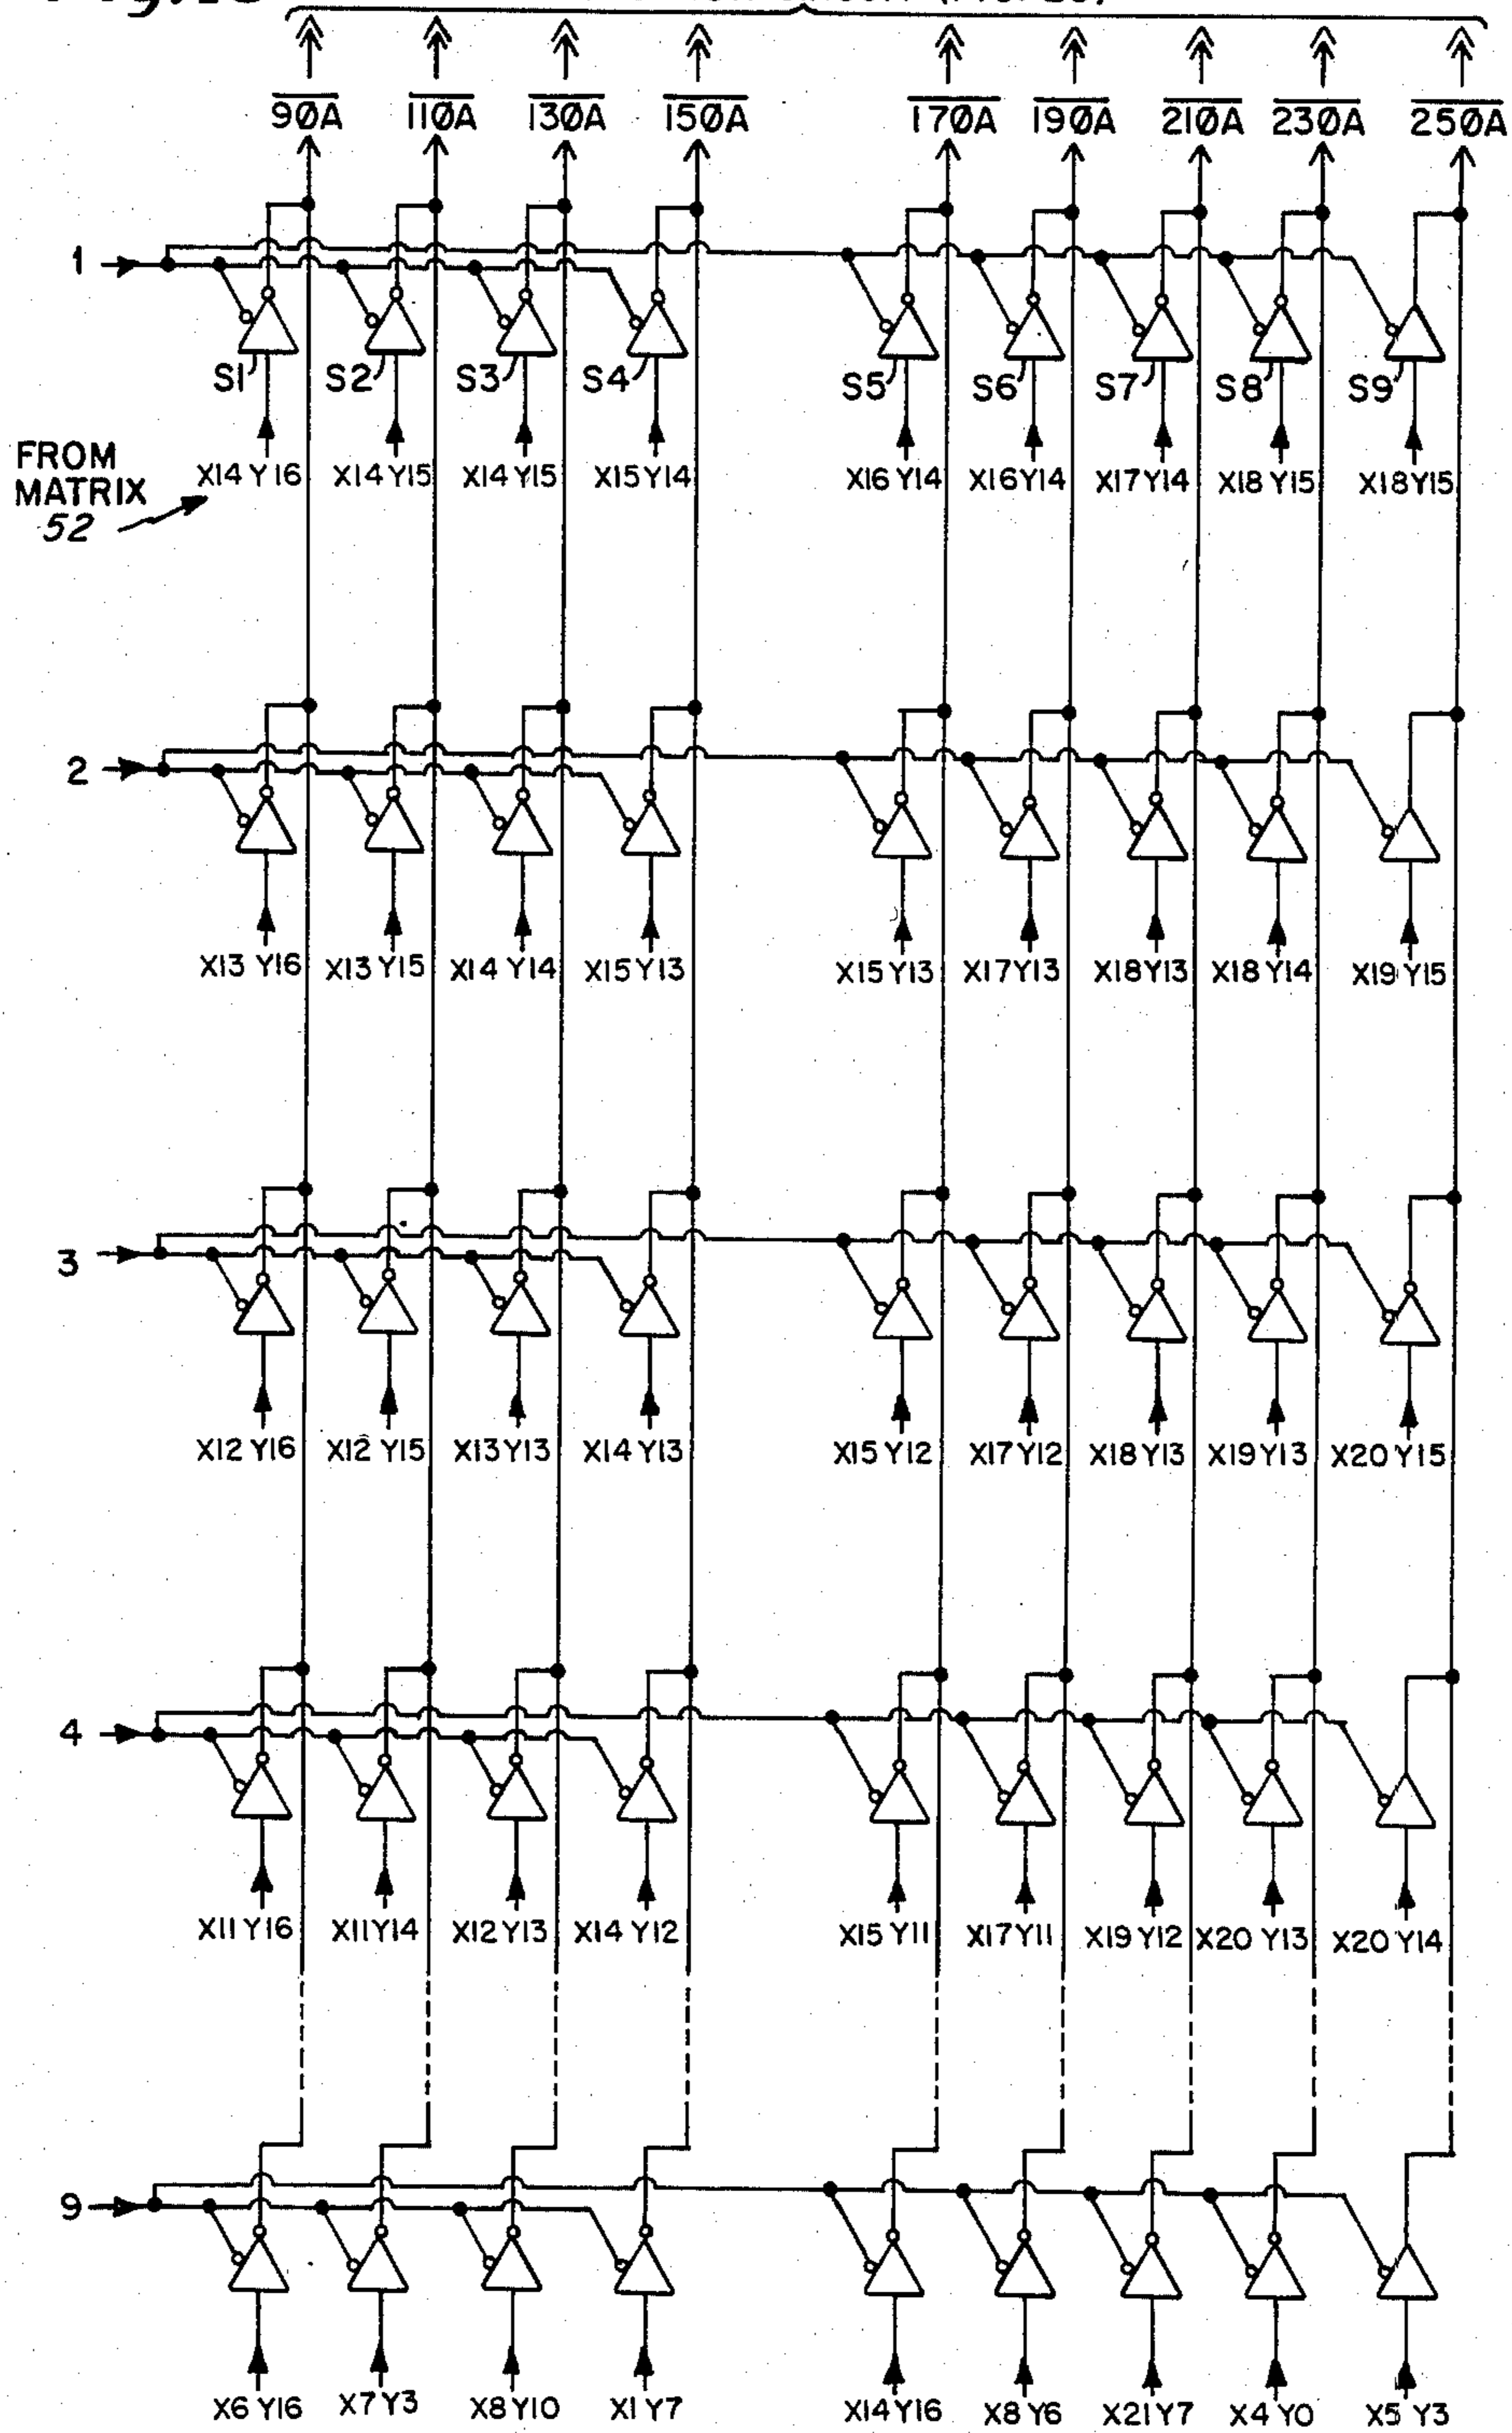 90A 110A 130A 150A 170A 190A 210A 230A 250A
1
S1 S2 S3 S4 S5 S6 S7 S8 S9
FROM
MATRIX
52
X14 Y16 X14 Y15 X14 Y15 X15 Y14 X16 Y14 X16 Y14 X17 Y14 X18 Y15 X18 Y15
2
X13 Y16 X13 Y15 X14 Y14 X15 Y13 X15 Y13 X17 Y13 X18 Y13 X18 Y14 X19 Y15
3
X12 Y16 X12 Y15 X13 Y13 X14 Y13 X15 Y12 X17 Y12 X18 Y13 X19 Y13 X20 Y15
4
X11 Y16 X11 Y14 X12 Y13 X14 Y12 X15 Y11 X17 Y11 X19 Y12 X20 Y13 X20 Y14
9
X6 Y16 X7 Y3 X8 Y10 X1 Y7 X14 Y16 X8 Y6 X21 Y7 X4 Y0 X5 Y3